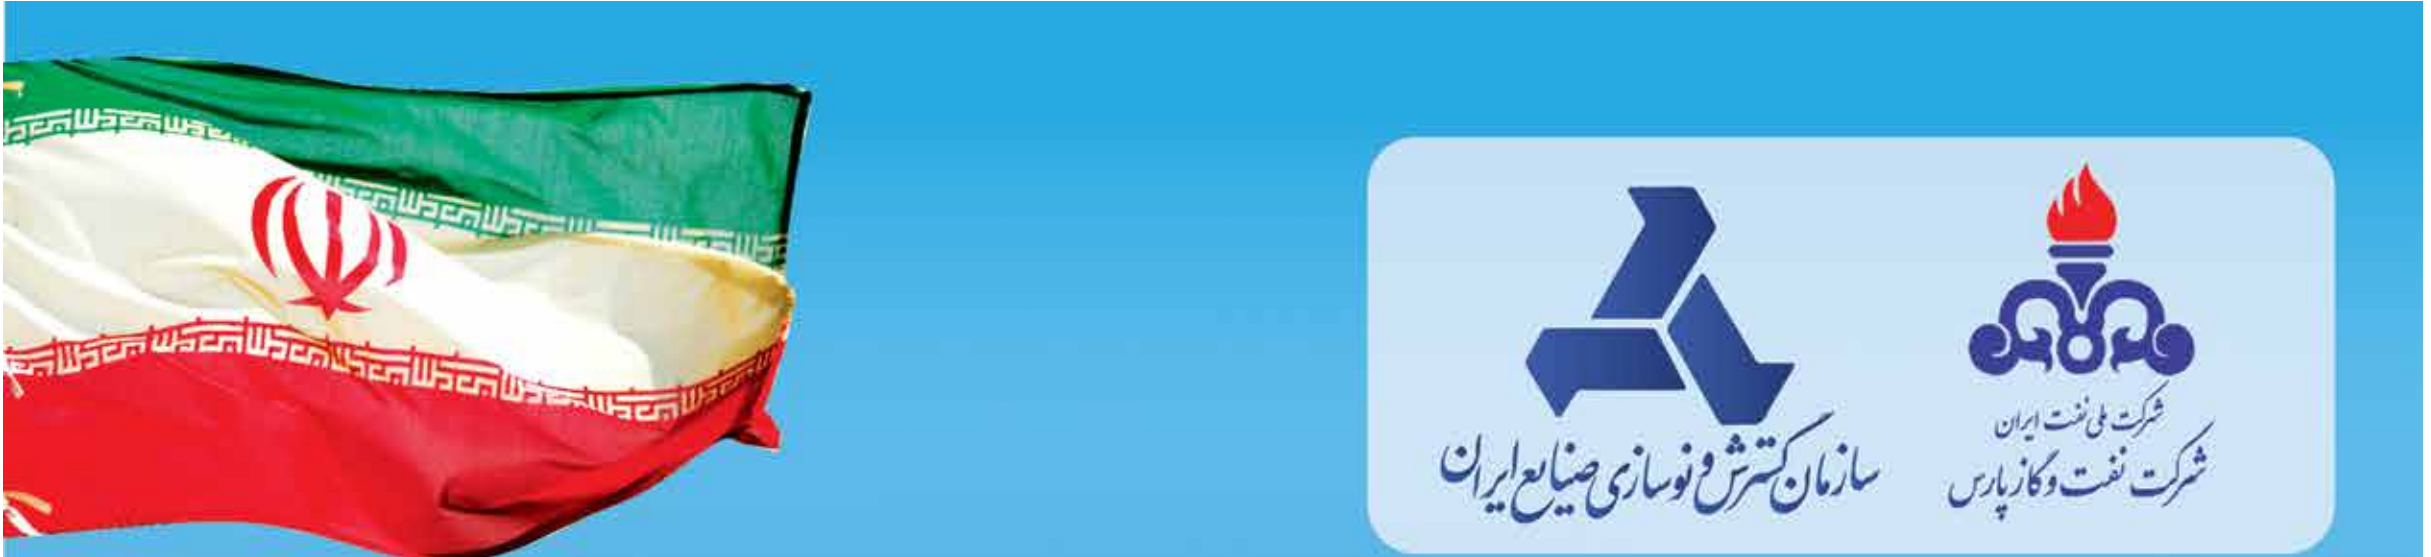 شرکت ملی نفت ایران
شرکت نفت و گاز پارس
سازمان گسترش و نوسازی صنایع ایران